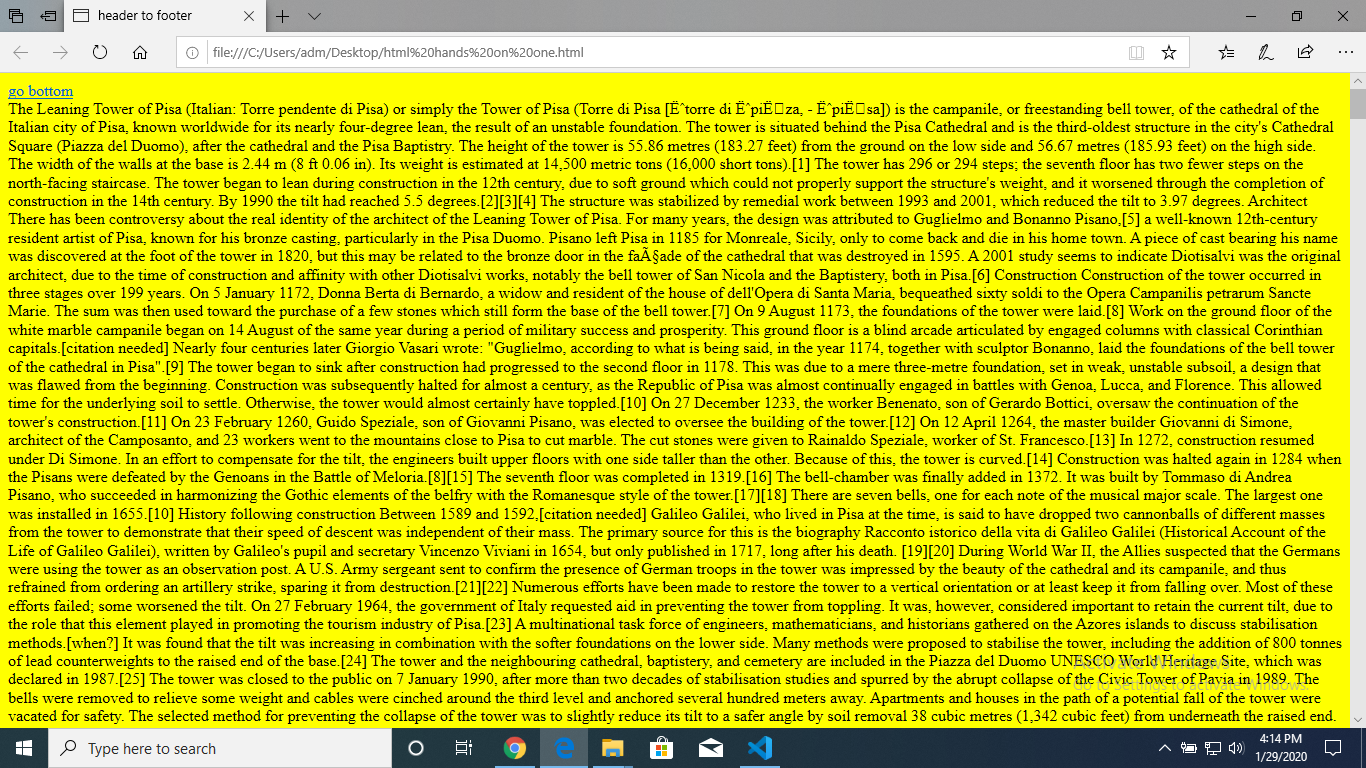 header to footer
file:///C:/Users/adm/Desktop/html%20hands%20on%20one.html
go bottom
The Leaning Tower of Pisa (Italian: Torre pendente di Pisa) or simply the Tower of Pisa (Torre di Pisa [Ëˆtorre di ËˆpiË□za, - ËˆpiË□sa]) is the campanile, or freestanding bell tower, of the cathedral of the
Italian city of Pisa, known worldwide for its nearly four-degree lean, the result of an unstable foundation. The tower is situated behind the Pisa Cathedral and is the third-oldest structure in the city's Cathedral
Square (Piazza del Duomo), after the cathedral and the Pisa Baptistry. The height of the tower is 55.86 metres (183.27 feet) from the ground on the low side and 56.67 metres (185.93 feet) on the high side.
The width of the walls at the base is 2.44 m (8 ft 0.06 in). Its weight is estimated at 14,500 metric tons (16,000 short tons).[1] The tower has 296 or 294 steps; the seventh floor has two fewer steps on the
north-facing staircase. The tower began to lean during construction in the 12th century, due to soft ground which could not properly support the structure's weight, and it worsened through the completion of
construction in the 14th century. By 1990 the tilt had reached 5.5 degrees.[2][3][4] The structure was stabilized by remedial work between 1993 and 2001, which reduced the tilt to 3.97 degrees. Architect
There has been controversy about the real identity of the architect of the Leaning Tower of Pisa. For many years, the design was attributed to Guglielmo and Bonanno Pisano,[5] a well-known 12th-century
resident artist of Pisa, known for his bronze casting, particularly in the Pisa Duomo. Pisano left Pisa in 1185 for Monreale, Sicily, only to come back and die in his home town. A piece of cast bearing his name
was discovered at the foot of the tower in 1820, but this may be related to the bronze door in the faÃ§ade of the cathedral that was destroyed in 1595. A 2001 study seems to indicate Diotisalvi was the original
architect, due to the time of construction and affinity with other Diotisalvi works, notably the bell tower of San Nicola and the Baptistery, both in Pisa.[6] Construction Construction of the tower occurred in
three stages over 199 years. On 5 January 1172, Donna Berta di Bernardo, a widow and resident of the house of dell'Opera di Santa Maria, bequeathed sixty soldi to the Opera Campanilis petrarum Sancte
Marie. The sum was then used toward the purchase of a few stones which still form the base of the bell tower.[7] On 9 August 1173, the foundations of the tower were laid.[8] Work on the ground floor of the
white marble campanile began on 14 August of the same year during a period of military success and prosperity. This ground floor is a blind arcade articulated by engaged columns with classical Corinthian
capitals.[citation needed] Nearly four centuries later Giorgio Vasari wrote: "Guglielmo, according to what is being said, in the year 1174, together with sculptor Bonanno, laid the foundations of the bell tower
of the cathedral in Pisa".[9] The tower began to sink after construction had progressed to the second floor in 1178. This was due to a mere three-metre foundation, set in weak, unstable subsoil, a design that
was flawed from the beginning. Construction was subsequently halted for almost a century, as the Republic of Pisa was almost continually engaged in battles with Genoa, Lucca, and Florence. This allowed
time for the underlying soil to settle. Otherwise, the tower would almost certainly have toppled.[10] On 27 December 1233, the worker Benenato, son of Gerardo Bottici, oversaw the continuation of the
tower's construction.[11] On 23 February 1260, Guido Speziale, son of Giovanni Pisano, was elected to oversee the building of the tower.[12] On 12 April 1264, the master builder Giovanni di Simone,
architect of the Camposanto, and 23 workers went to the mountains close to Pisa to cut marble. The cut stones were given to Rainaldo Speziale, worker of St. Francesco.[13] In 1272, construction resumed
under Di Simone. In an effort to compensate for the tilt, the engineers built upper floors with one side taller than the other. Because of this, the tower is curved.[14] Construction was halted again in 1284 when
the Pisans were defeated by the Genoans in the Battle of Meloria.[8][15] The seventh floor was completed in 1319.[16] The bell-chamber was finally added in 1372. It was built by Tommaso di Andrea
Pisano, who succeeded in harmonizing the Gothic elements of the belfry with the Romanesque style of the tower.[17][18] There are seven bells, one for each note of the musical major scale. The largest one
was installed in 1655.[10] History following construction Between 1589 and 1592,[citation needed] Galileo Galilei, who lived in Pisa at the time, is said to have dropped two cannonballs of different masses
from the tower to demonstrate that their speed of descent was independent of their mass. The primary source for this is the biography Racconto istorico della vita di Galileo Galilei (Historical Account of the
Life of Galileo Galilei), written by Galileo's pupil and secretary Vincenzo Viviani in 1654, but only published in 1717, long after his death. [19][20] During World War II, the Allies suspected that the Germans
were using the tower as an observation post. A U.S. Army sergeant sent to confirm the presence of German troops in the tower was impressed by the beauty of the cathedral and its campanile, and thus
refrained from ordering an artillery strike, sparing it from destruction.[21][22] Numerous efforts have been made to restore the tower to a vertical orientation or at least keep it from falling over. Most of these
efforts failed; some worsened the tilt. On 27 February 1964, the government of Italy requested aid in preventing the tower from toppling. It was, however, considered important to retain the current tilt, due to
the role that this element played in promoting the tourism industry of Pisa.[23] A multinational task force of engineers, mathematicians, and historians gathered on the Azores islands to discuss stabilisation
methods.[when?] It was found that the tilt was increasing in combination with the softer foundations on the lower side. Many methods were proposed to stabilise the tower, including the addition of 800 tonnes
of lead counterweights to the raised end of the base.[24] The tower and the neighbouring cathedral, baptistery, and cemetery are included in the Piazza del Duomo UNESCO World Heritage Site, which was
declared in 1987.[25] The tower was closed to the public on 7 January 1990, after more than two decades of stabilisation studies and spurred by the abrupt collapse of the Civic Tower of Pavia in 1989. The
bells were removed to relieve some weight and cables were cinched around the third level and anchored several hundred meters away. Apartments and houses in the path of a potential fall of the tower were
vacated for safety. The selected method for preventing the collapse of the tower was to slightly reduce its tilt to a safer angle by soil removal 38 cubic metres (1,342 cubic feet) from underneath the raised end.
Activate Windows
Go to Settings to activate Windows.
Type here to search
4:14 PM
1/29/2020